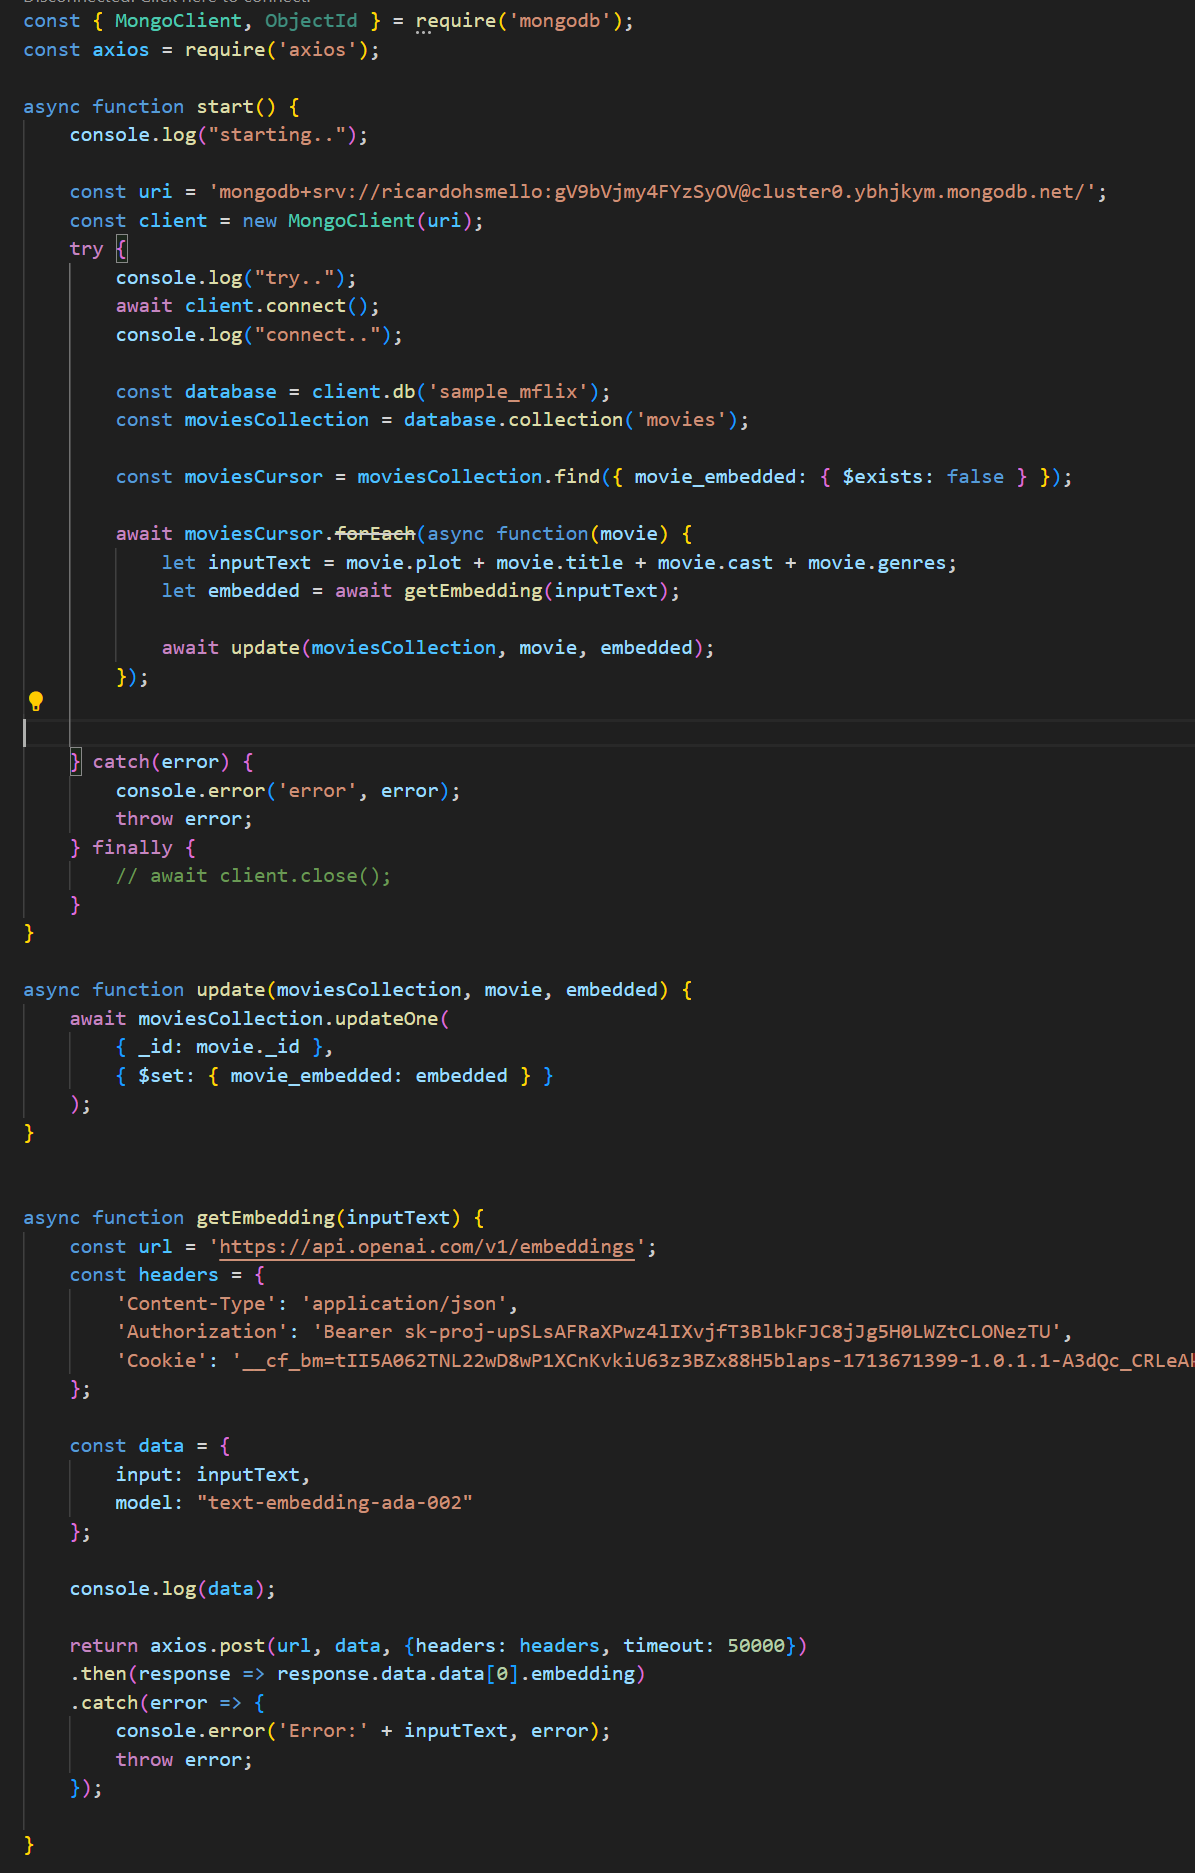 Disconnected. Click here to connect.
const { MongoClient, ObjectId } = require('mongodb');
const axios = require('axios');
async function start() {
console.log("starting..");
const uri = 'mongodb+srv://ricardohsmello:gV9bVjmy4FYzSyOV@cluster0.ybhjkym.mongodb.net/';
const client = new MongoClient(uri);
try {
console.log("try..");
await client.connect();
console.log("connect..");
const database = client.db('sample_mflix');
const moviesCollection = database.collection('movies');
const moviesCursor = moviesCollection.find({ movie_embedded: { $exists: false } });
await moviesCursor.forEach(async function(movie) {
let inputText = movie.plot + movie.title + movie.cast + movie.genres;
let embedded = await getEmbedding(inputText);
await update(moviesCollection, movie, embedded);
});
} catch(error) {
console.error('error', error);
throw error;
} finally {
// await client.close();
}
}
async function update(moviesCollection, movie, embedded) {
await moviesCollection.updateOne(
{ _id: movie._id },
{ $set: { movie_embedded: embedded } }
);
}
async function getEmbedding(inputText) {
const url = 'https://api.openai.com/v1/embeddings';
const headers = {
'Content-Type': 'application/json',
'Authorization': 'Bearer sk-proj-upSLsAFRaXPwz4lIXvjfT3BlbkFJC8jJg5H0LWZtCLONezTU',
'Cookie': '__cf_bm=tII5A062TNL22wD8wP1XCnKvkiU63z3BZx88H5blaps-1713671399-1.0.1.1-A3dQc_CRLeAk
};
const data = {
input: inputText,
model: "text-embedding-ada-002"
};
console.log(data);
return axios.post(url, data, {headers: headers, timeout: 50000})
.then(response => response.data.data[0].embedding)
.catch(error => {
console.error('Error:' + inputText, error);
throw error;
});
}